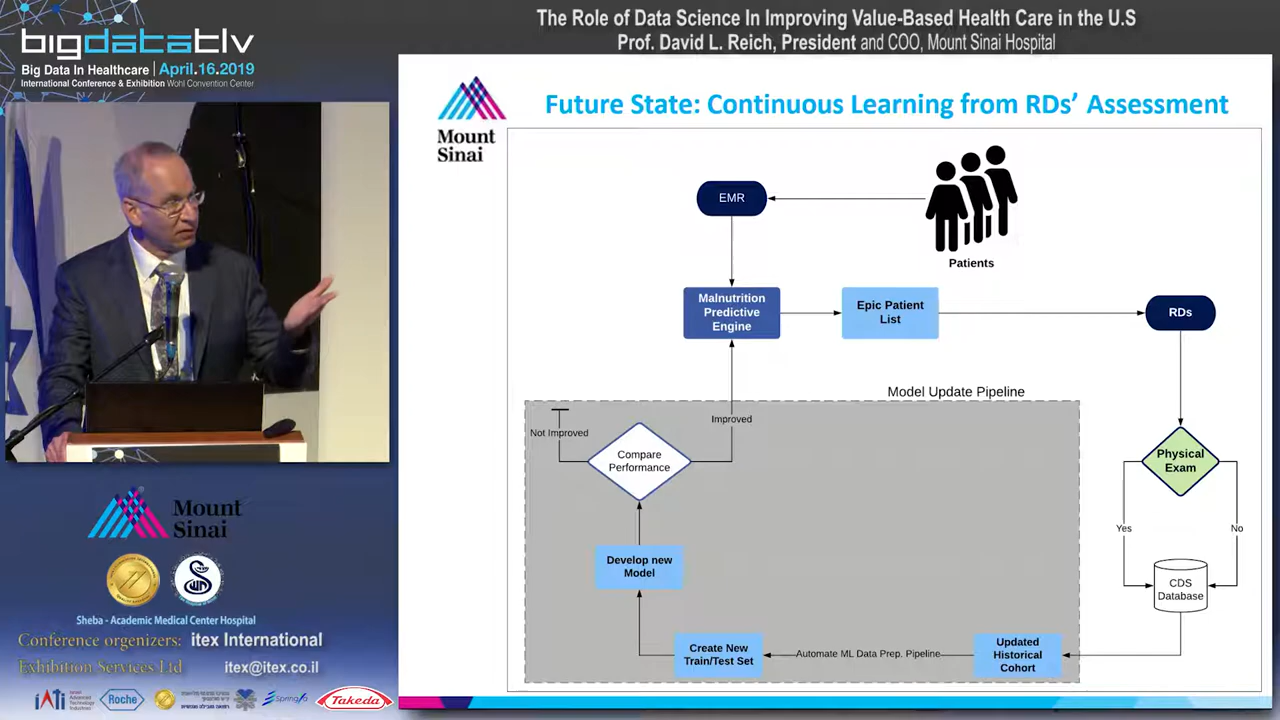 The Role of Data Science In Improving Value-Based Health Care in the U.S
Prof. David L. Reich, President and COO, Mount Sinai Hospital
bigdatatlv
Big Data In Healthcare | April.16.2019
International Conference & Exhibition Wohl Convention Center
Mount
Sinai
Future State: Continuous Learning from RDs' Assessment
EMR
Patients
Malnutrition
Predictive
Engine
Epic Patient
List
RDs
Model Update Pipeline
Not Improved
Improved
Compare
Performance
Physical
Exam
Yes
No
Develop new
Model
CDS
Database
Create New
Train/Test Set
Automate ML Data Prep. Pipeline
Updated
Historical
Cohort
Mount
Sinai
Sheba - Academic Medical Center Hospital
Conference organizers: itex International
Exhibition Services Ltd itex@itex.co.il
IATI
Roche
Takeda